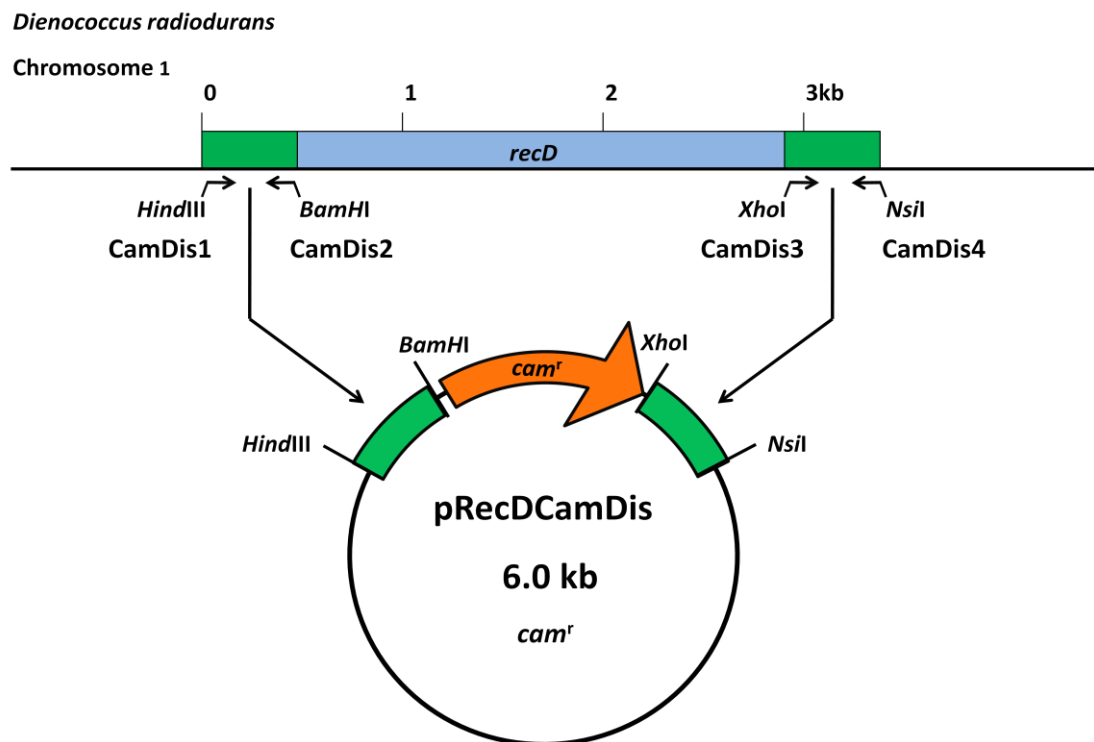 Dienococcus radiodurans
Chromosome 1
0 1 2 3kb
recD
HindIII BamHI XhoI NsiI
CamDis1 CamDis2 CamDis3 CamDis4
BamHI XhoI
camʳ
HindIII NsiI
pRecDCamDis
6.0 kb
camʳ